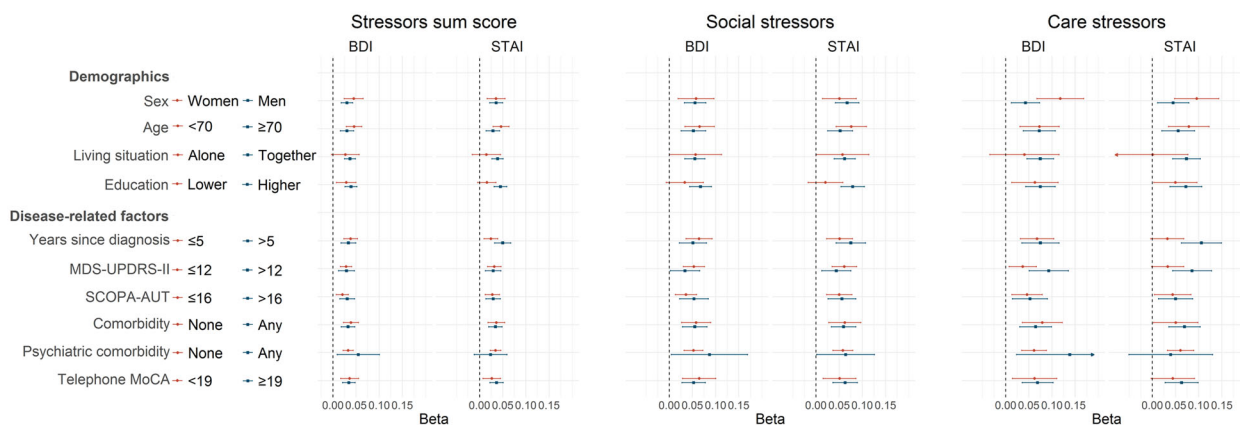 Stressors sum score Social stressors Care stressors
BDI STAI BDI STAI BDI STAI
Demographics
Sex Women Men
Age <70 ≥70
Living situation Alone Together
Education Lower Higher
Disease-related factors
Years since diagnosis ≤5 >5
MDS-UPDRS-II ≤12 >12
SCOPA-AUT ≤16 >16
Comorbidity None Any
Psychiatric comorbidity None Any
Telephone MoCA <19 ≥19
0.00 0.05 0.10 0.15 0.00 0.05 0.10 0.15 0.00 0.05 0.10 0.15 0.00 0.05 0.10 0.15 0.00 0.05 0.10 0.15 0.00 0.05 0.10 0.15
Beta Beta Beta